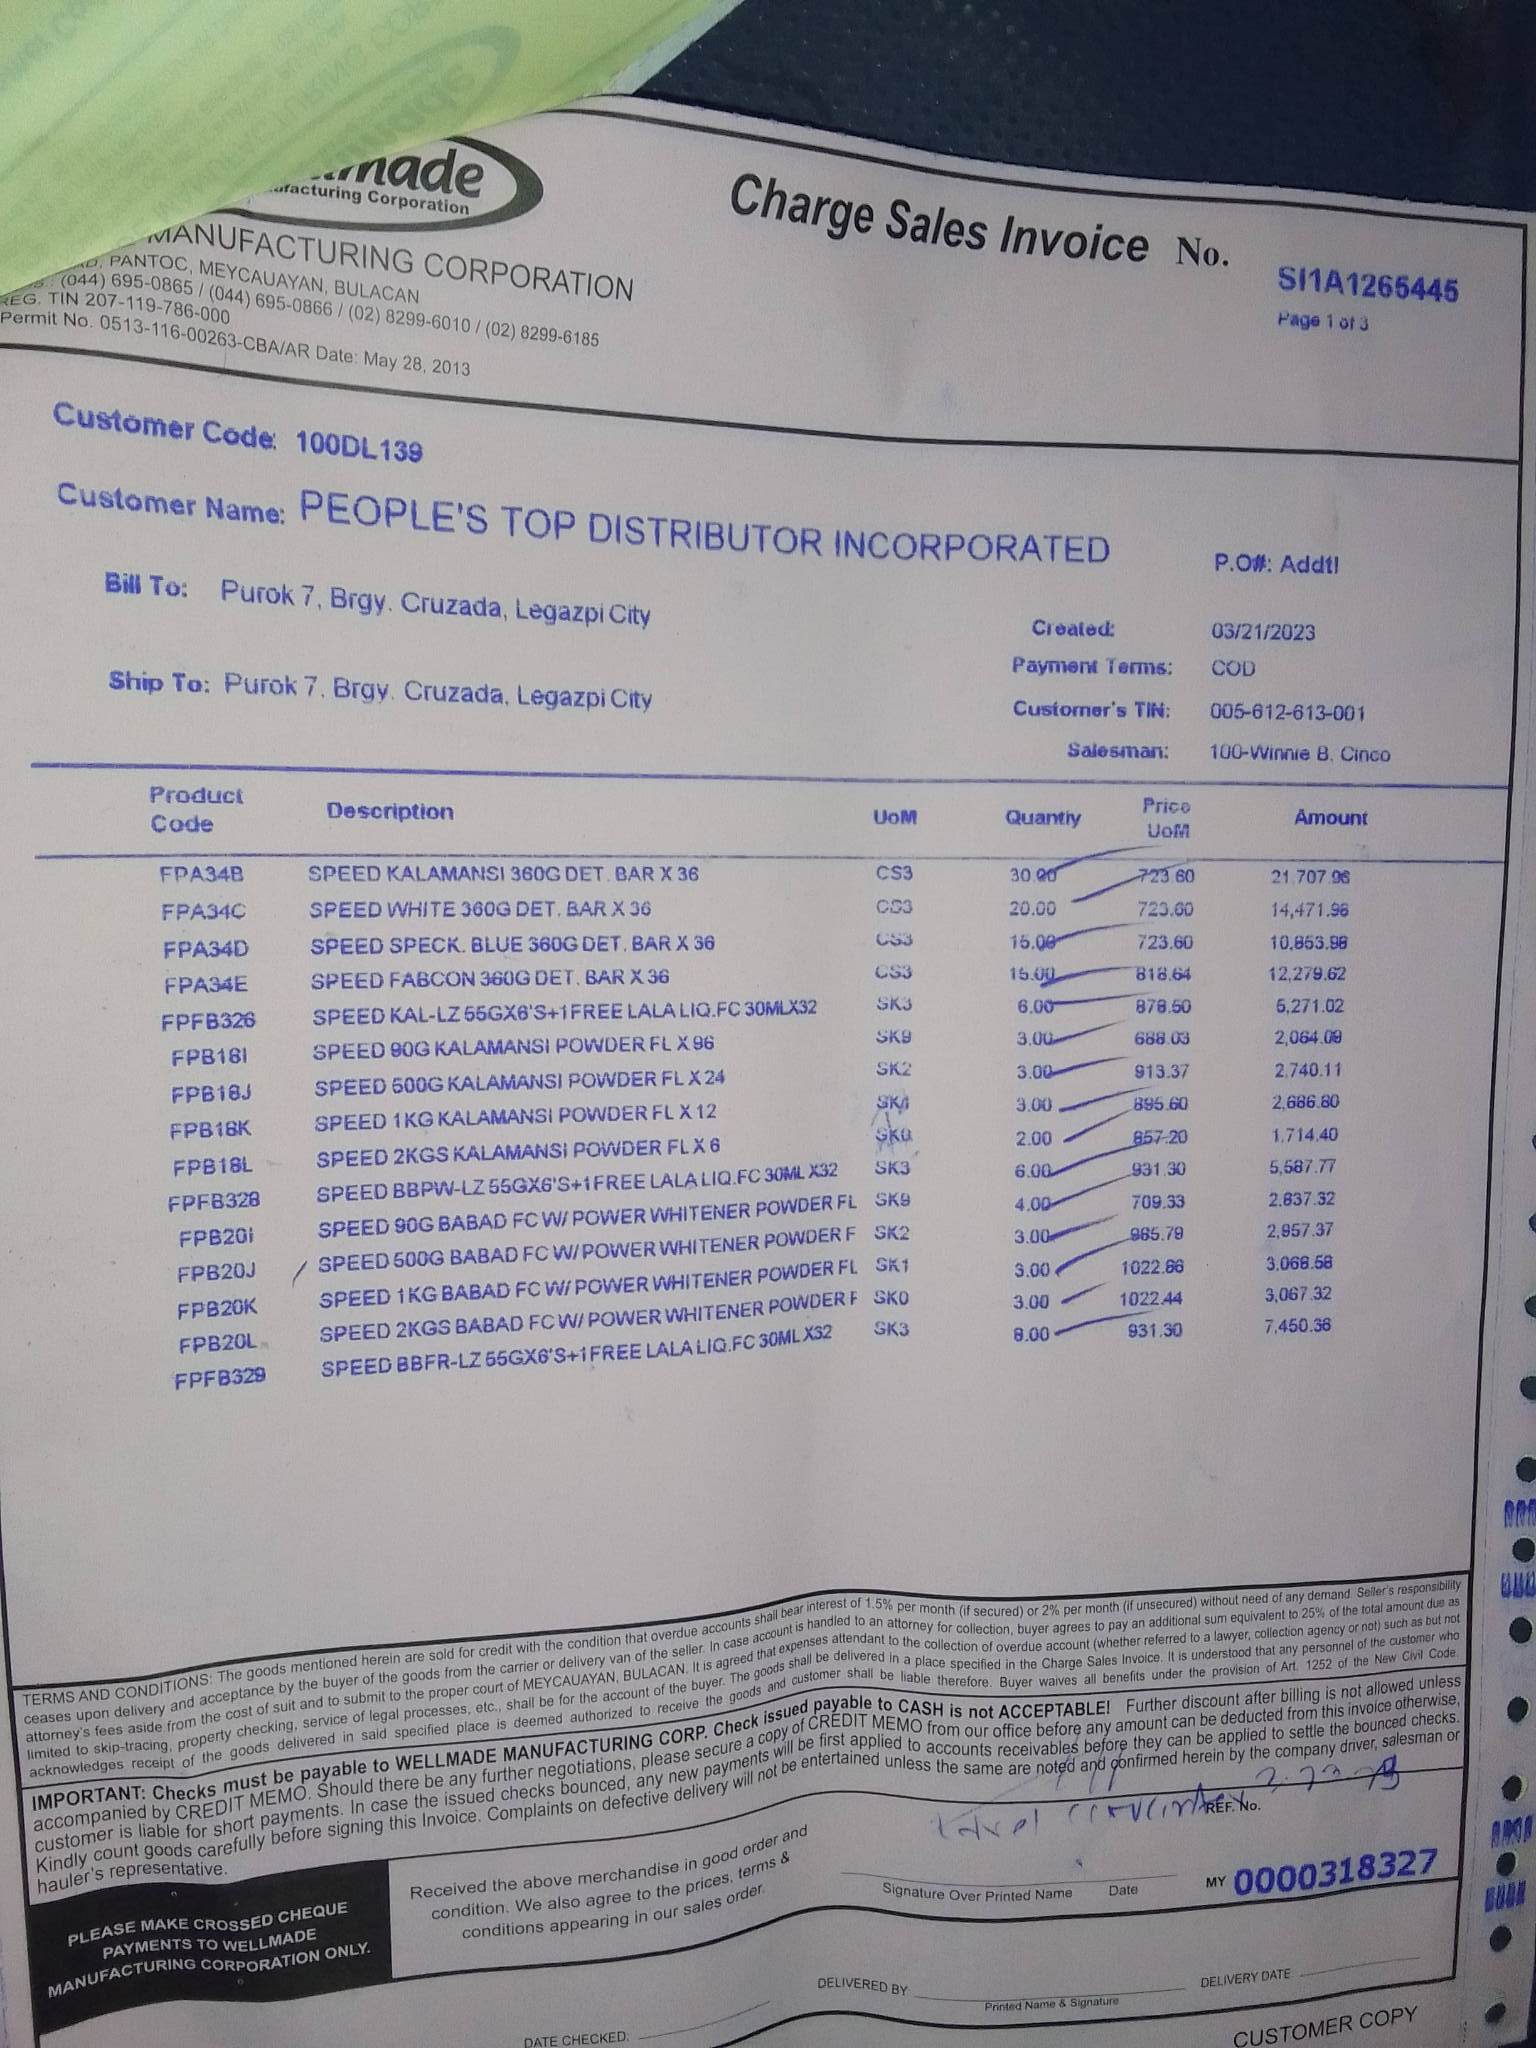 made
facturing Corporation
MANUFACTURING CORPORATION
PANTOC, MEYCAUAYAN, BULACAN
(044) 695-0865 / (044) 695-0866 / (02) 8299-6010 / (02) 8299-6185
REG. TIN 207-119-786-000
Permit No. 0513-116-00263-CBA/AR Date: May 28, 2013
Charge Sales Invoice No.
SI1A1265445
Page 1 of 3
Customer Code: 100DL139
Customer Name: PEOPLE'S TOP DISTRIBUTOR INCORPORATED
P.O#: Addtl
Bill To: Purok 7, Brgy. Cruzada, Legazpi City
Ship To: Purok 7, Brgy. Cruzada, Legazpi City
Created: 03/21/2023
Payment Terms: COD
Customer's TIN: 005-612-613-001
Salesman: 100-Winnie B. Cinco
Product Code Description UoM Quantiy Price UoM Amount
FPA34B SPEED KALAMANSI 360G DET. BAR X 36 CS3 30.00 723.60 21,707.96
FPA34C SPEED WHITE 360G DET. BAR X 36 CS3 20.00 723.60 14,471.96
FPA34D SPEED SPECK. BLUE 360G DET. BAR X 36 CS3 15.00 723.60 10,853.98
FPA34E SPEED FABCON 360G DET. BAR X 36 CS3 15.00 818.64 12,279.62
FPFB326 SPEED KAL-LZ 55GX6'S+1FREE LALA LIQ.FC 30MLX32 SK3 6.00 878.50 5,271.02
FPB18I SPEED 90G KALAMANSI POWDER FL X 96 SK9 3.00 688.03 2,064.09
FPB18J SPEED 500G KALAMANSI POWDER FL X 24 SK2 3.00 913.37 2,740.11
FPB18K SPEED 1KG KALAMANSI POWDER FL X 12 SK1 3.00 895.60 2,686.80
FPB18L SPEED 2KGS KALAMANSI POWDER FL X 6 SK0 2.00 857.20 1,714.40
FPFB328 SPEED BBPW-LZ 55GX6'S+1FREE LALA LIQ.FC 30ML X32 SK3 6.00 931.30 5,587.77
FPB20I SPEED 90G BABAD FC W/ POWER WHITENER POWDER FL SK9 4.00 709.33 2,837.32
FPB20J SPEED 500G BABAD FC W/ POWER WHITENER POWDER F SK2 3.00 985.79 2,957.37
FPB20K SPEED 1KG BABAD FC W/ POWER WHITENER POWDER FL SK1 3.00 1022.86 3,068.58
FPB20L SPEED 2KGS BABAD FC W/ POWER WHITENER POWDER F SK0 3.00 1022.44 3,067.32
FPFB329 SPEED BBFR-LZ 55GX6'S+1FREE LALA LIQ.FC 30ML X32 SK3 8.00 931.30 7,450.36
TERMS AND CONDITIONS: The goods mentioned herein are sold for credit with the condition that overdue accounts shall bear interest of 1.5% per month (if secured) or 2% per month (if unsecured) without need of any demand. Seller's responsibility
ceases upon delivery and acceptance by the buyer of the goods from the carrier or delivery van of the seller. In case account is handled to an attorney for collection, buyer agrees to pay an additional sum equivalent to 25% of the total amount due as
attorney's fees aside from the cost of suit and to submit to the proper court of MEYCAUAYAN, BULACAN. It is agreed that expenses attendant to the collection of overdue account (whether referred to a lawyer, collection agency or not) such as but not
limited to skip-tracing, property checking, service of legal processes, etc., shall be for the account of the buyer. The goods shall be delivered in a place specified in the Charge Sales Invoice. It is understood that any personnel of the customer who
acknowledges receipt of the goods delivered in said specified place is deemed authorized to receive the goods and customer shall be liable therefore. Buyer waives all benefits under the provision of Art. 1252 of the New Civil Code.
IMPORTANT: Checks must be payable to WELLMADE MANUFACTURING CORP. Check issued payable to CASH is not ACCEPTABLE! Further discount after billing is not allowed unless
accompanied by CREDIT MEMO. Should there be any further negotiations, please secure a copy of CREDIT MEMO from our office before any amount can be deducted from this invoice otherwise,
customer is liable for short payments. In case the issued checks bounced, any new payments will be first applied to accounts receivables before they can be applied to settle the bounced checks.
Kindly count goods carefully before signing this Invoice. Complaints on defective delivery will not be entertained unless the same are noted and confirmed herein by the company driver, salesman or
hauler's representative.
REF. No.
PLEASE MAKE CROSSED CHEQUE
PAYMENTS TO WELLMADE
MANUFACTURING CORPORATION ONLY.
Received the above merchandise in good order and
condition. We also agree to the prices, terms &
conditions appearing in our sales order.
Signature Over Printed Name Date
MY 0000318327
DELIVERED BY
Printed Name & Signature
DELIVERY DATE
DATE CHECKED:
CUSTOMER COPY